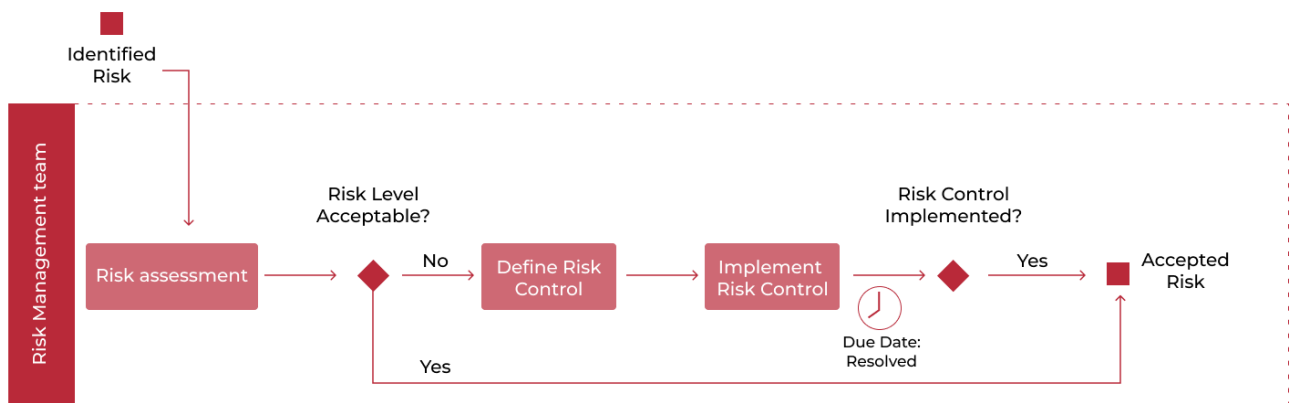 Identified
Risk
Risk Management team
Risk assessment
Risk Level
Acceptable?
No
Yes
Define Risk
Control
Implement
Risk Control
Due Date:
Resolved
Risk Control
Implemented?
Yes
Accepted
Risk